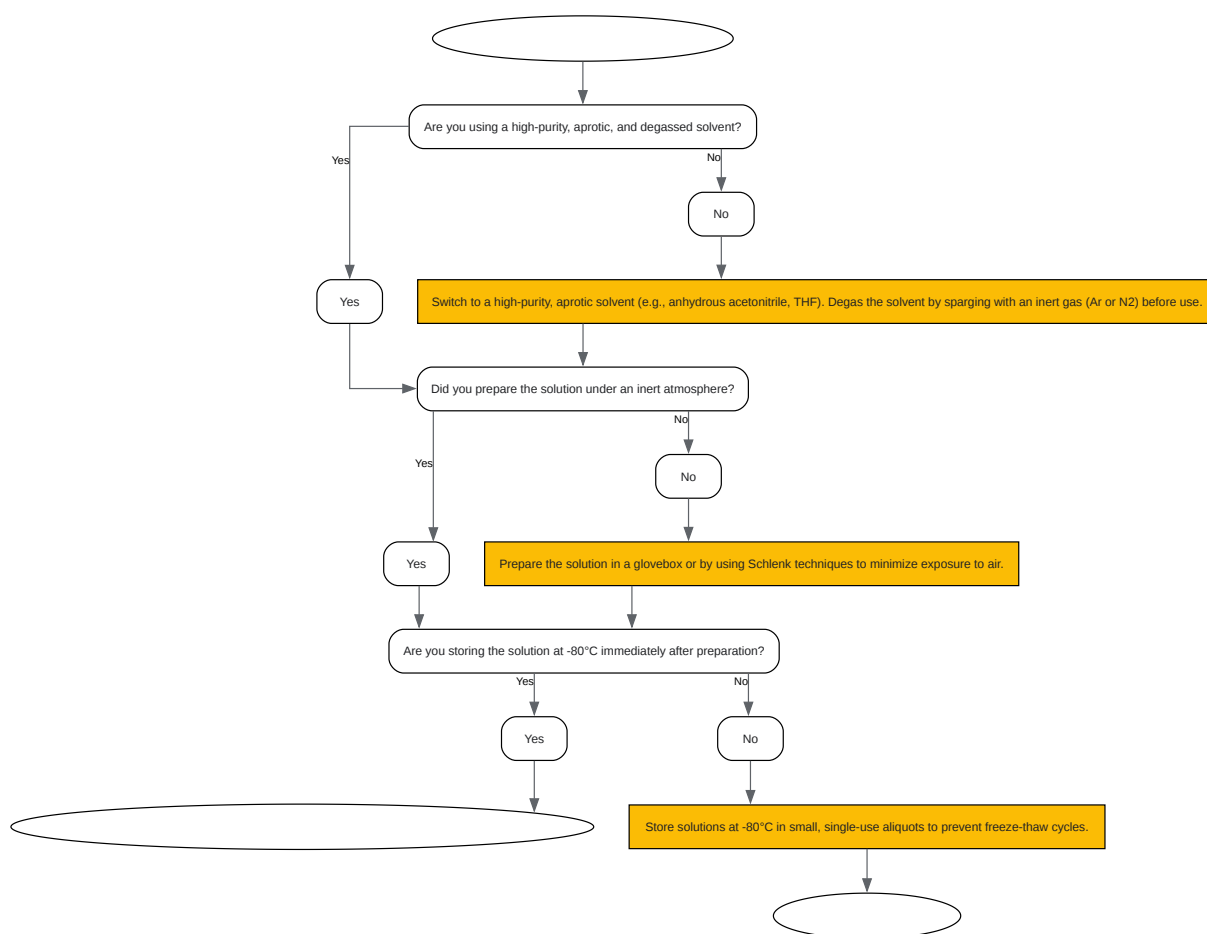 Are you using a high-purity, aprotic, and degassed solvent?
Yes
No
No
Yes
Switch to a high-purity, aprotic solvent (e.g., anhydrous acetonitrile, THF). Degas the solvent by sparging with an inert gas (Ar or N2) before use.
Did you prepare the solution under an inert atmosphere?
No
Yes
No
Yes
Prepare the solution in a glovebox or by using Schlenk techniques to minimize exposure to air.
Are you storing the solution at -80°C immediately after preparation?
Yes
No
Yes
No
Store solutions at -80°C in small, single-use aliquots to prevent freeze-thaw cycles.